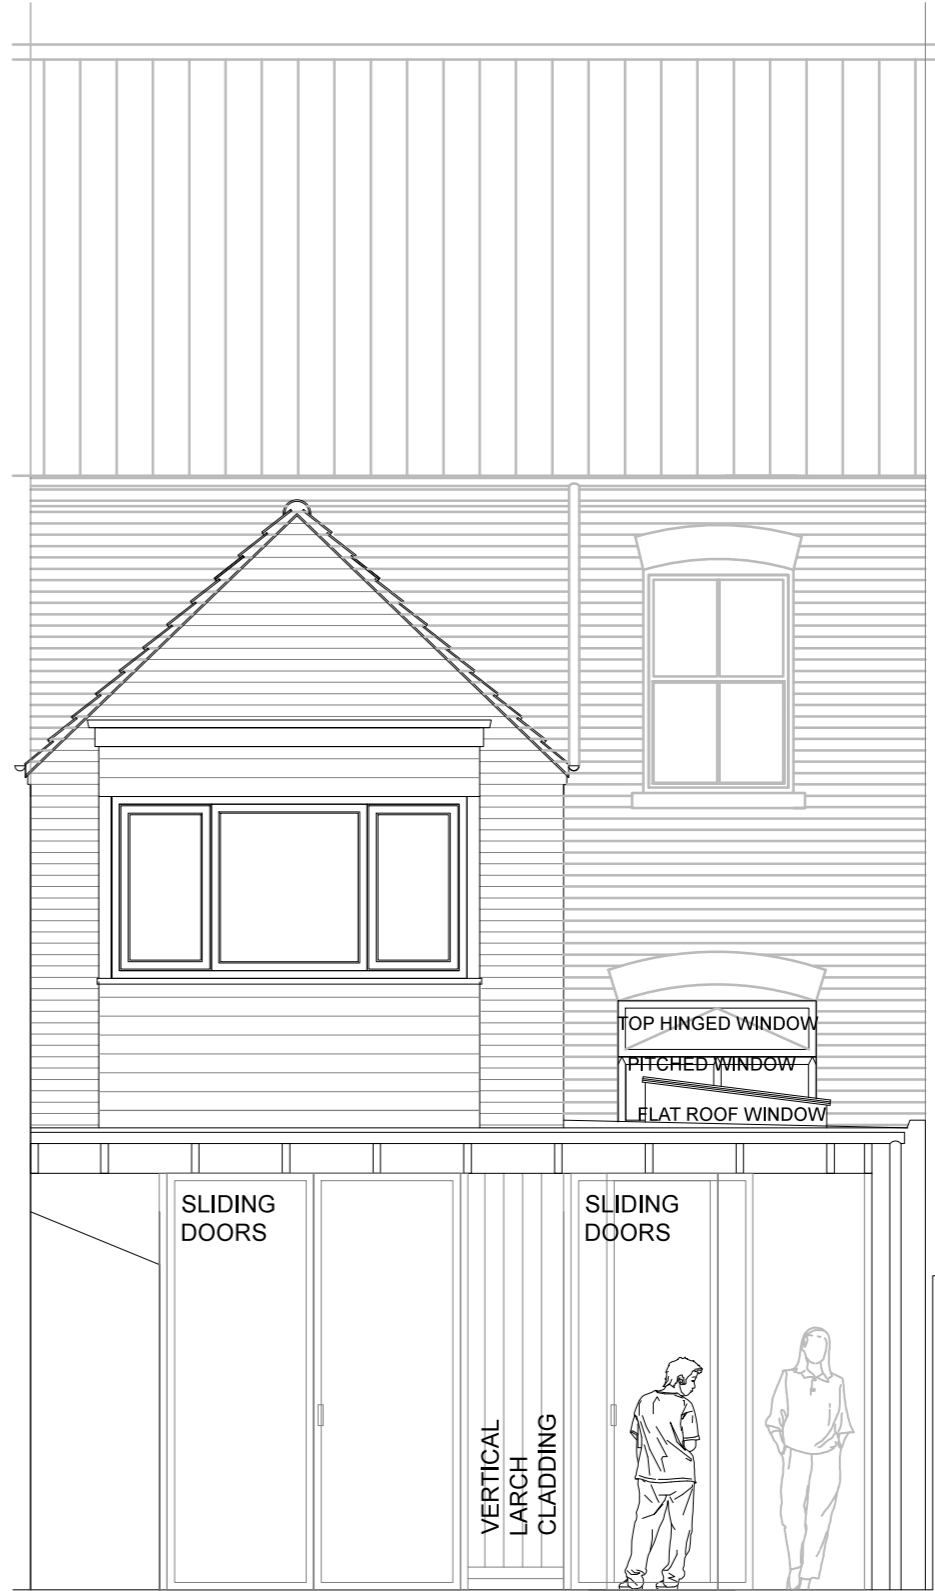 TOP HINGED WINDOW
PITCHED WINDOW
FLAT ROOF WINDOW
SLIDING
DOORS
VERTICAL
LARCH
CLADDING
SLIDING
DOORS